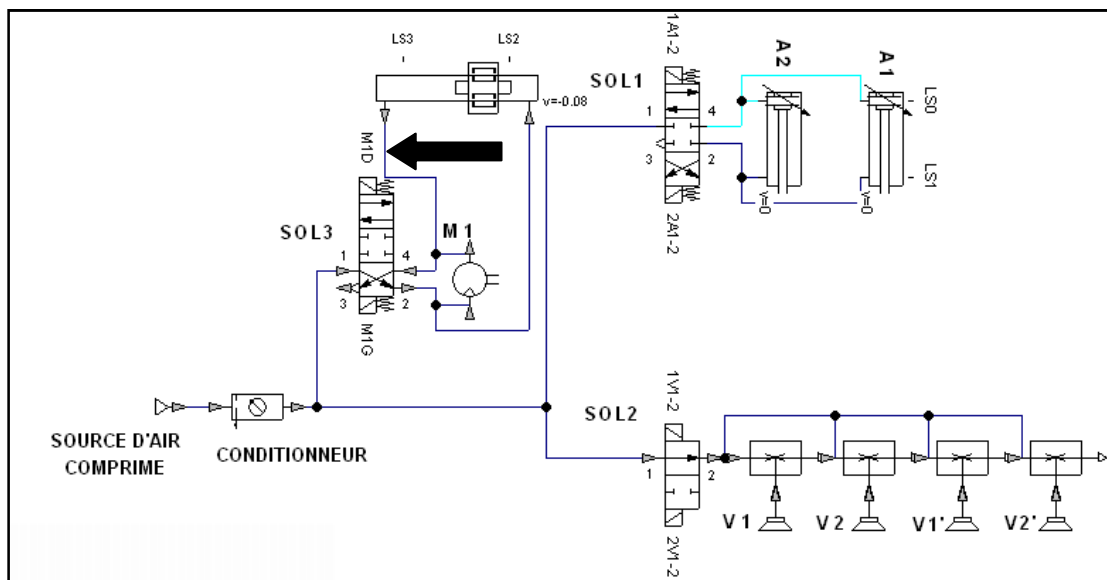 LS3
LS2
v=-0.08
M1D
SOL3
1
4
3
2
M1G
M 1
SOL1
1A1-2
1
4
3
2
2A1-2
A 2
A 1
LS0
LS1
v=0
v=0
SOURCE D'AIR
COMPRIME
CONDITIONNEUR
SOL2
1V1-2
1
2
2V1-2
V 1
V 2
V1'
V2'